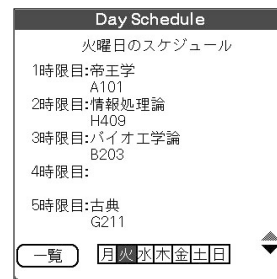 Day Schedule
火曜日のスケジュール
1時限目:帝王学
A101
2時限目:情報処理論
H409
3時限目:バイオ工学論
B203
4時限目:
5時限目:古典
G211
一覧 月火水木金土日